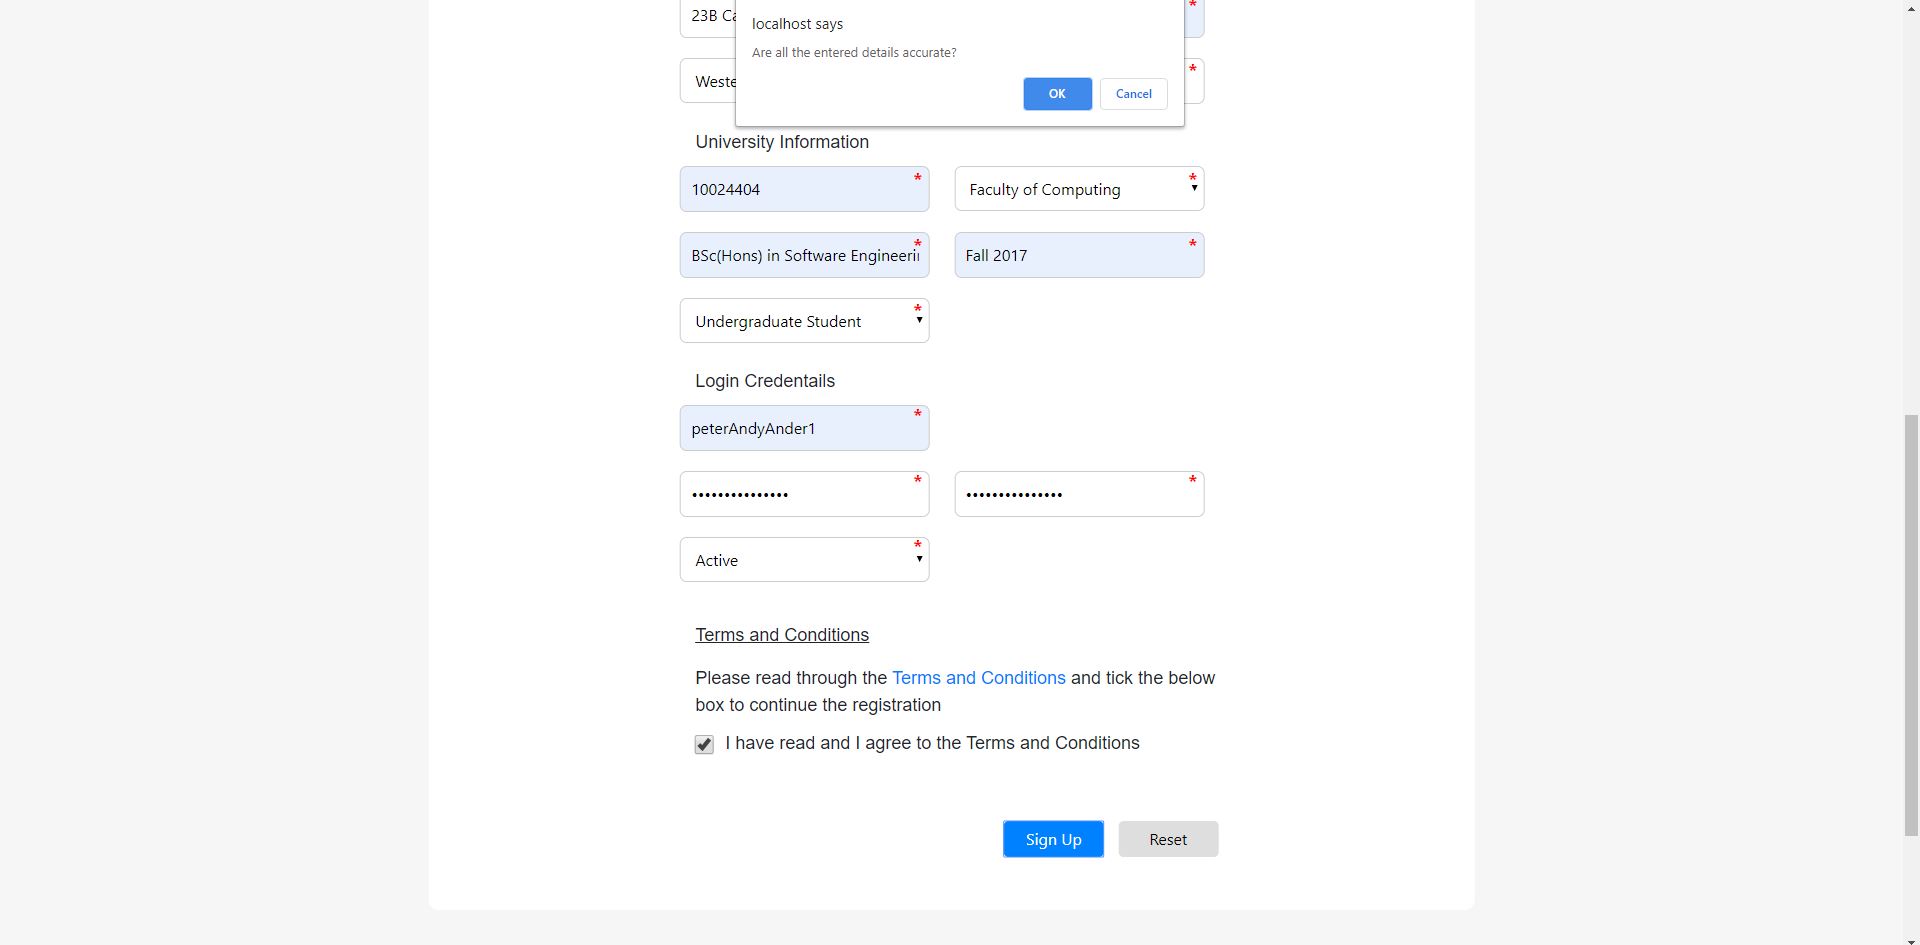 localhost says
Are all the entered details accurate?
OK Cancel
23B
*
*
University Information
10024404 *
Faculty of Computing *
BSc(Hons) in Software *
Fall 2017 *
Undergraduate Student *
Login Credentails
peterAndyAnder1 *
••••••••••••••• *
••••••••••••••• *
Active *
Terms and Conditions
Please read through the Terms and Conditions and tick the below
box to continue the registration
I have read and I agree to the Terms and Conditions
Sign Up Reset